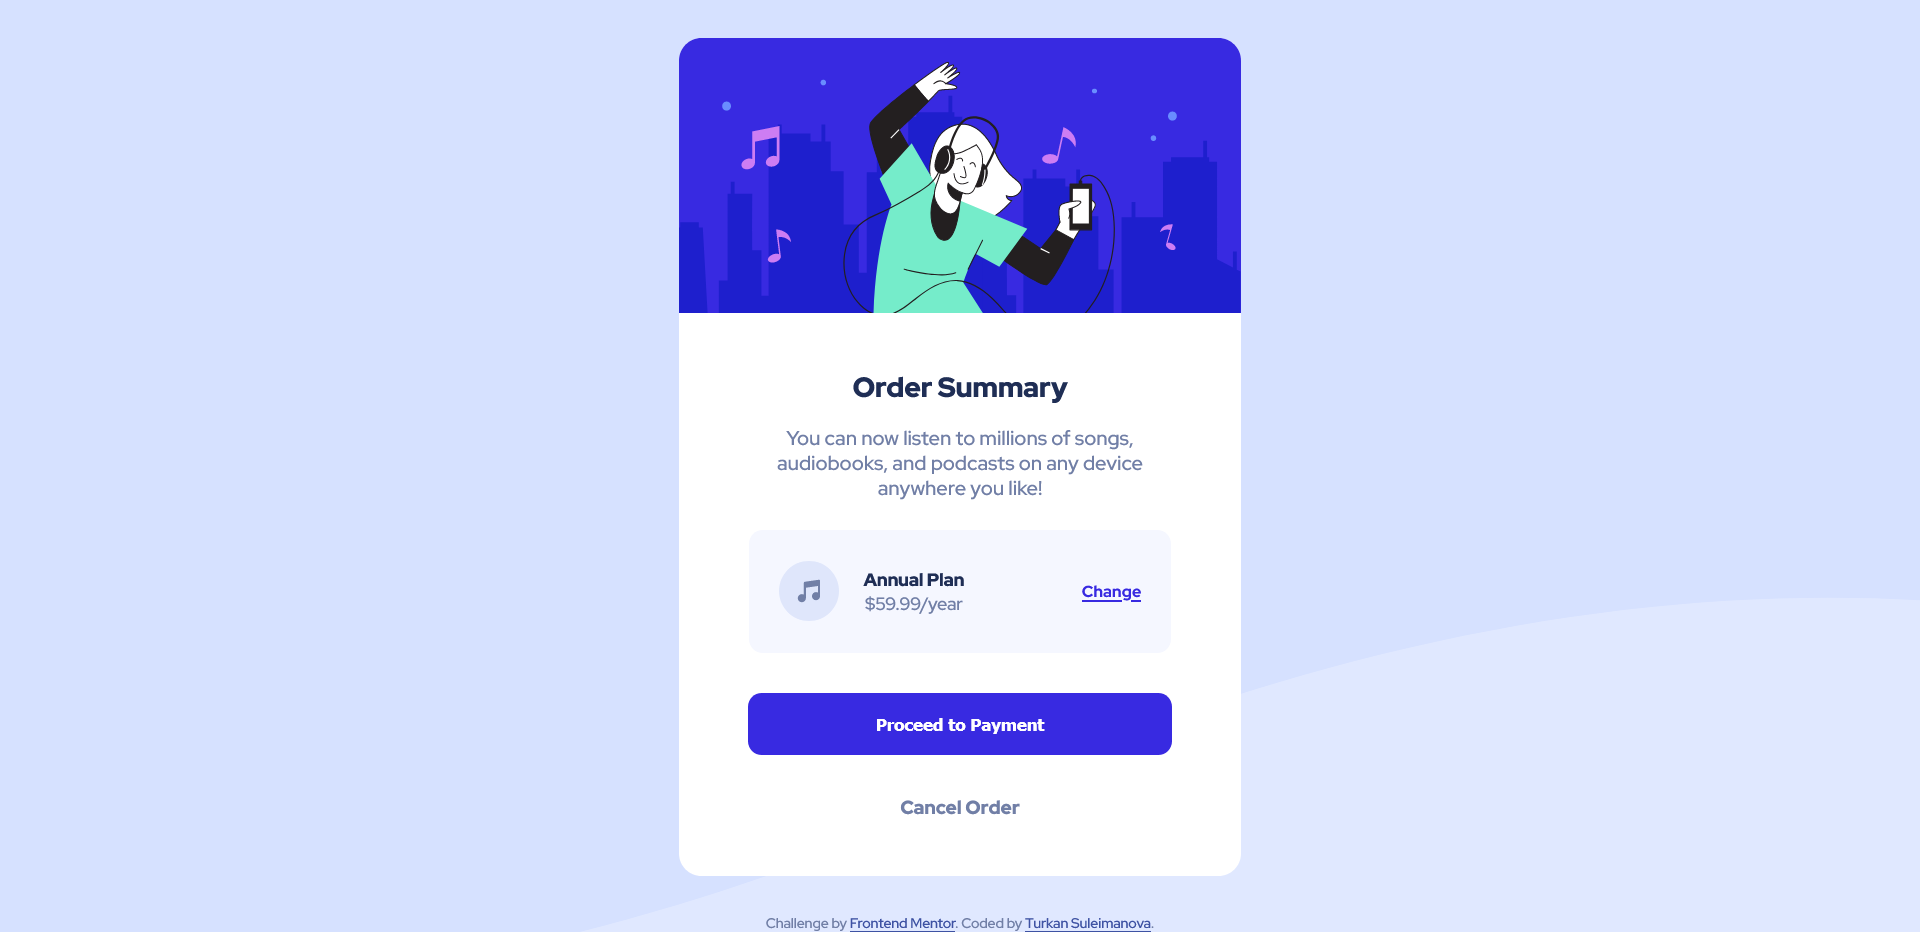 Order Summary
You can now listen to millions of songs,
audiobooks, and podcasts on any device
anywhere you like!
Annual Plan
$59.99/year
Change
Proceed to Payment
Cancel Order
Challenge by Frontend Mentor. Coded by Turkan Suleimanova.